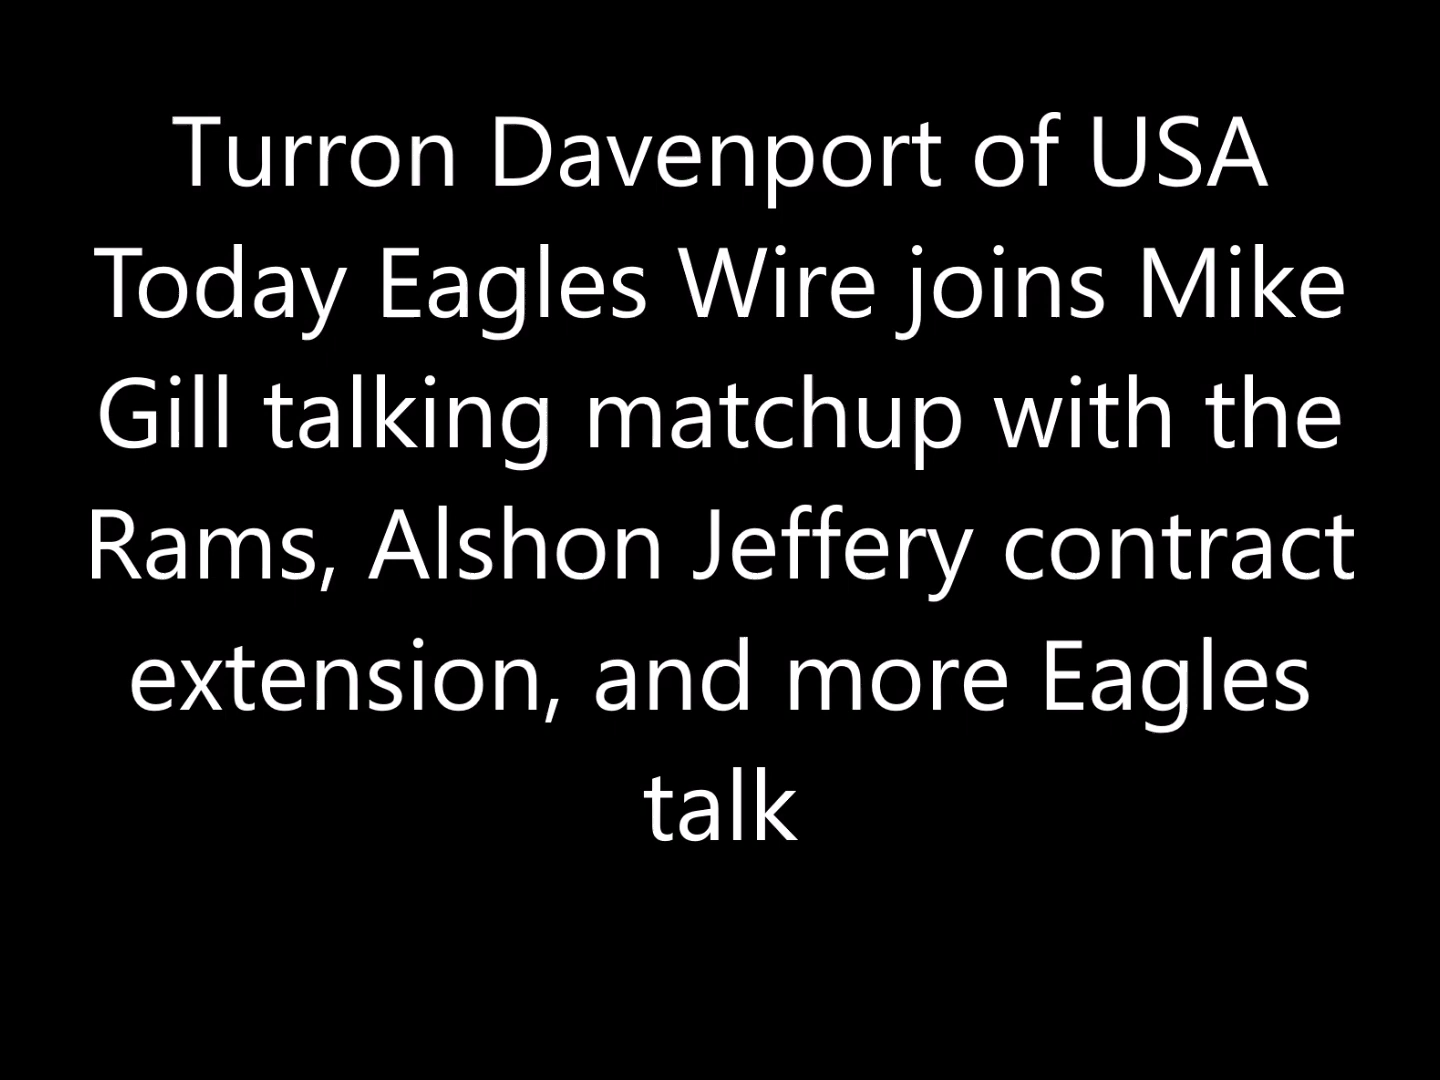 Turron Davenport of USA
Today Eagles Wire joins Mike
Gill talking matchup with the
Rams, Alshon Jeffery contract
extension, and more Eagles
talk